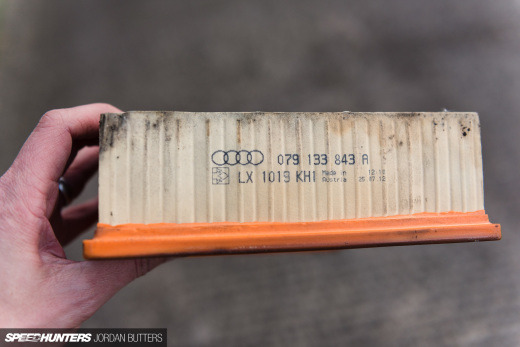 079 133 843 A
LX 1019 KHI
Made in
Austria
SPEEDHUNTERS JORDAN BUTTERS